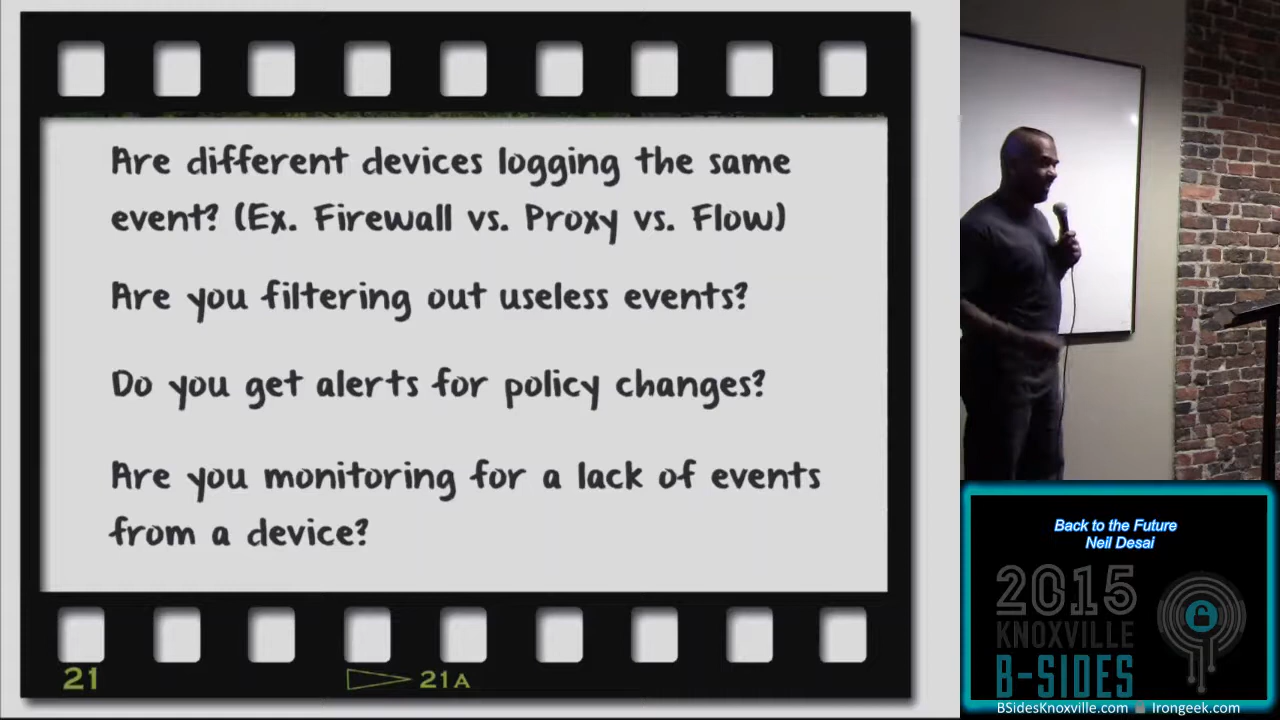 Are different devices logging the same
event? (Ex. Firewall vs. Proxy vs. Flow)
Are you filtering out useless events?
Do you get alerts for policy changes?
Are you monitoring for a lack of events
from a device?
21
21A
Back to the Future
Neil Desai
2015
KNOXVILLE
B-SIDES
BSidesKnoxville.com
Irongeek.com